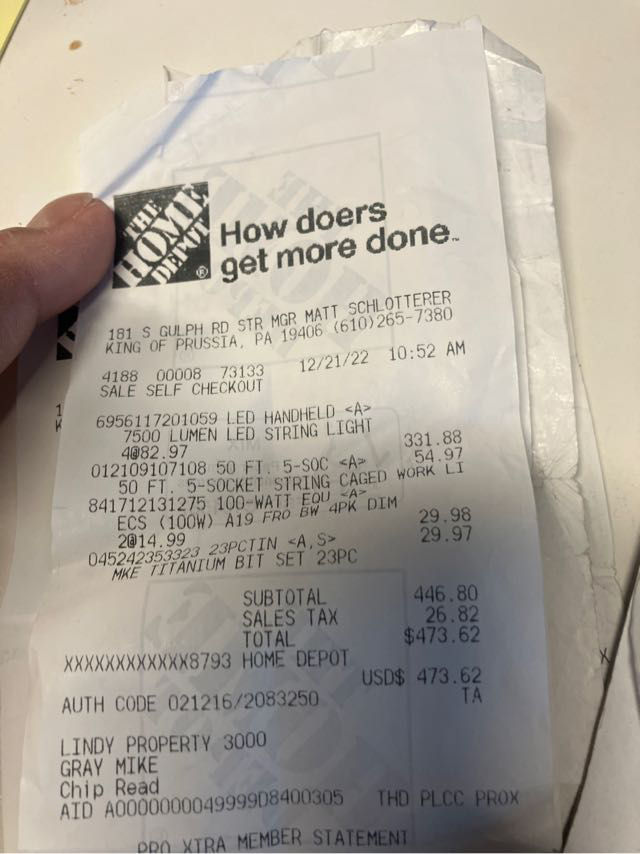 THE
HOME
DEPOT
®
How doers
get more done™
181 S GULPH RD STR MGR MATT SCHLOTTERER
KING OF PRUSSIA, PA 19406 (610)265-7380
4188 00008 73133 12/21/22 10:52 AM
SALE SELF CHECKOUT
6956117201059 LED HANDHELD <A>
7500 LUMEN LED STRING LIGHT
4@82.97 331.88
012109107108 50 FT. 5-SOC <A> 54.97
50 FT. 5-SOCKET STRING CAGED WORK LI
841712131275 100-WATT EQU <A>
ECS (100W) A19 FRO BW 4PK DIM
2@14.99 29.98
045242353323 23PCTIN <A,S> 29.97
MKE TITANIUM BIT SET 23PC
SUBTOTAL 446.80
SALES TAX 26.82
TOTAL $473.62
XXXXXXXXXXXX8793 HOME DEPOT
USD$ 473.62
AUTH CODE 021216/2083250 TA
LINDY PROPERTY 3000
GRAY MIKE
Chip Read
AID A0000000049999D8400305 THD PLCC PROX
PRO XTRA MEMBER STATEMENT